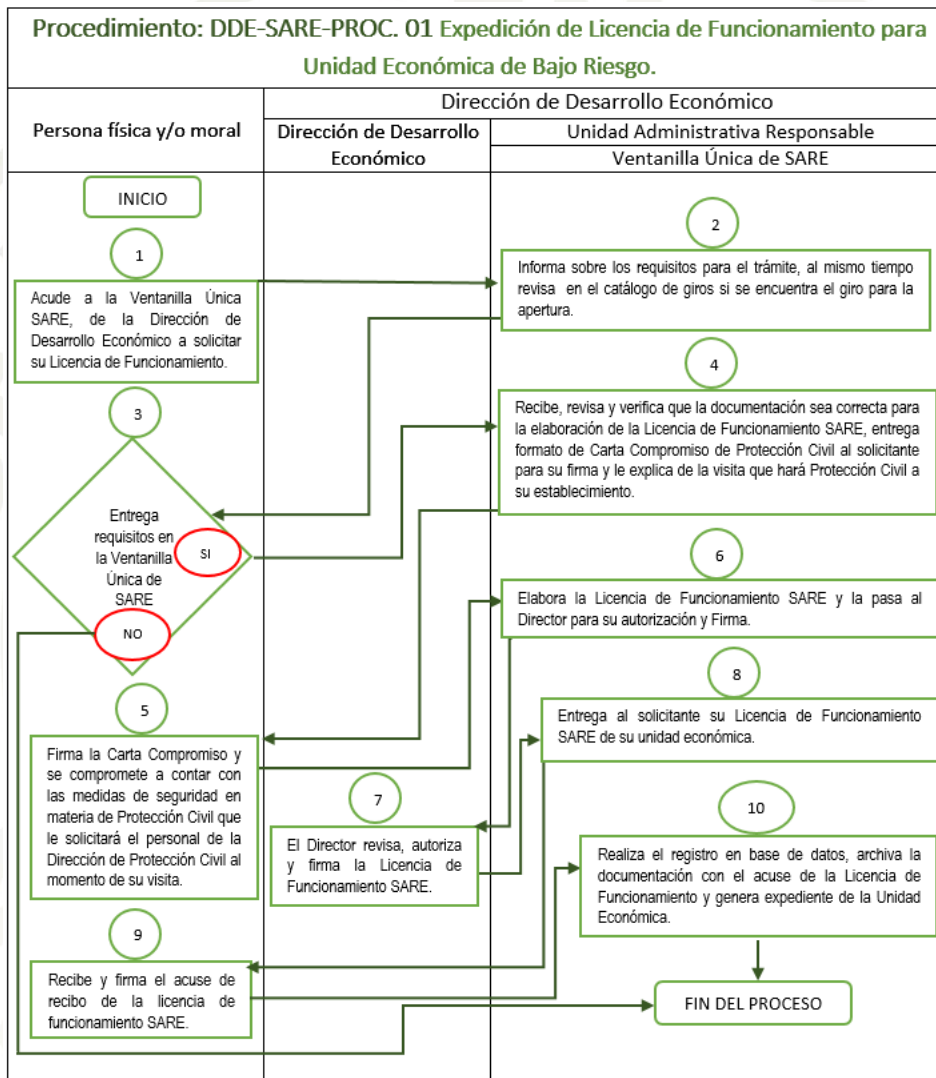 Procedimiento: DDE-SARE-PROC. 01 Expedición de Licencia de Funcionamiento para
Unidad Económica de Bajo Riesgo.
Persona física y/o moral
Dirección de Desarrollo Económico
Dirección de Desarrollo
Económico
Unidad Administrativa Responsable
Ventanilla Única de SARE
INICIO
1
Acude a la Ventanilla Única
SARE, de la Dirección de
Desarrollo Económico a solicitar
su Licencia de Funcionamiento.
2
Informa sobre los requisitos para el trámite, al mismo tiempo
revisa en el catálogo de giros si se encuentra el giro para la
apertura.
3
Entrega
requisitos en
la Ventanilla
Única de
SARE
SI
NO
4
Recibe, revisa y verifica que la documentación sea correcta para
la elaboración de la Licencia de Funcionamiento SARE, entrega
formato de Carta Compromiso de Protección Civil al solicitante
para su firma y le explica de la visita que hará Protección Civil a
su establecimiento.
5
Firma la Carta Compromiso y
se compromete a contar con
las medidas de seguridad en
materia de Protección Civil que
le solicitará el personal de la
Dirección de Protección Civil al
momento de su visita.
6
Elabora la Licencia de Funcionamiento SARE y la pasa al
Director para su autorización y Firma.
7
El Director revisa, autoriza
y firma la Licencia de
Funcionamiento SARE.
8
Entrega al solicitante su Licencia de Funcionamiento
SARE de su unidad económica.
9
Recibe y firma el acuse de
recibo de la licencia de
funcionamiento SARE.
10
Realiza el registro en base de datos, archiva la
documentación con el acuse de la Licencia de
Funcionamiento y genera expediente de la Unidad
Económica.
FIN DEL PROCESO